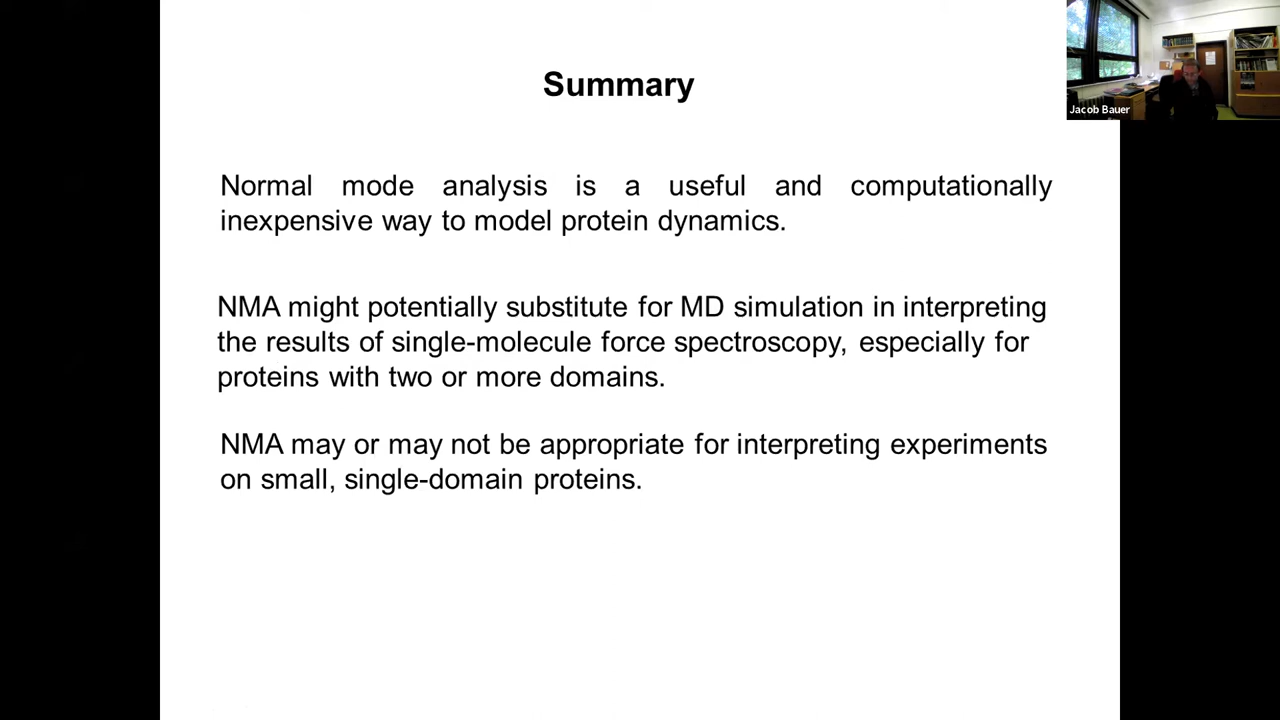 Summary
Jacob Bauer
Normal mode analysis is a useful and computationally
inexpensive way to model protein dynamics.
NMA might potentially substitute for MD simulation in interpreting
the results of single-molecule force spectroscopy, especially for
proteins with two or more domains.
NMA may or may not be appropriate for interpreting experiments
on small, single-domain proteins.